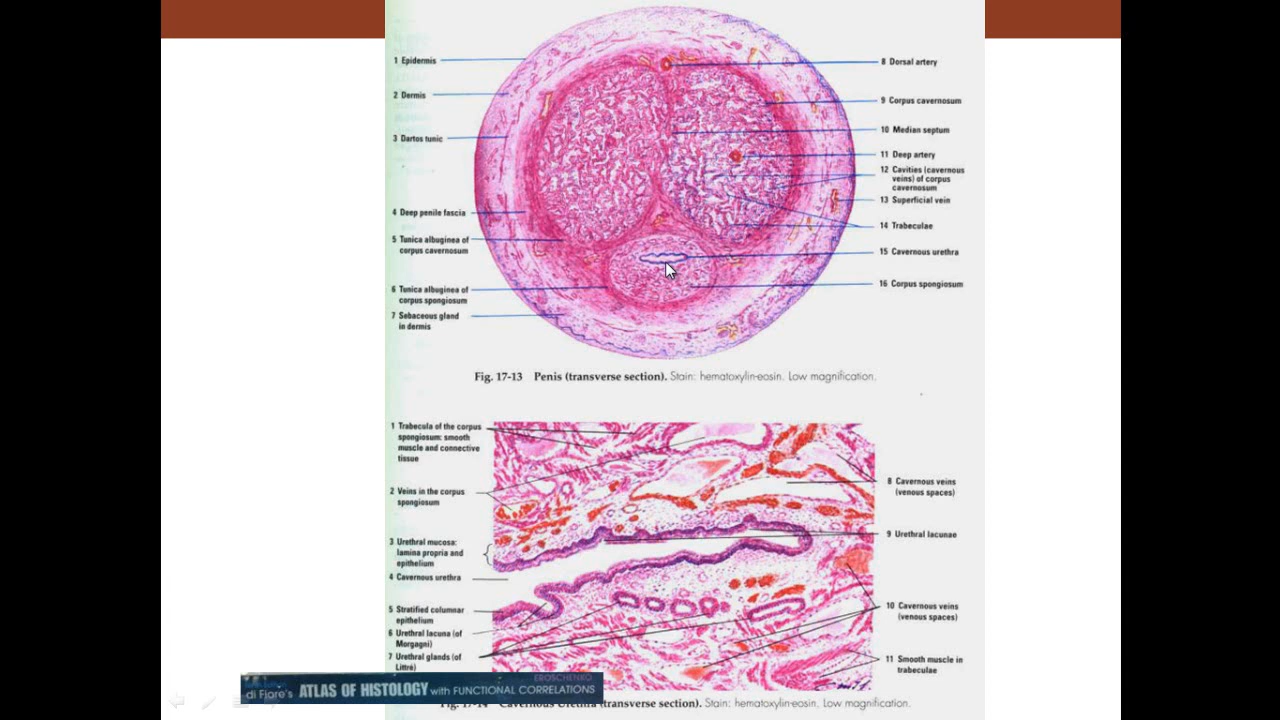 1 Epidermis
2 Dermis
3 Dartos tunic
4 Deep penile fascia
5 Tunica albuginea of
corpus cavernosum
6 Tunica albuginea of
corpus spongiosum
7 Sebaceous gland
in dermis
8 Dorsal artery
9 Corpus cavernosum
10 Median septum
11 Deep artery
12 Cavities (cavernous
veins) of corpus
cavernosum
13 Superficial vein
14 Trabeculae
15 Cavernous urethra
16 Corpus spongiosum
Fig. 17-13 Penis (transverse section). Stain: hematoxylin-eosin. Low magnification.
1 Trabecula of the corpus
spongiosum: smooth
muscle and connective
tissue
2 Veins in the corpus
spongiosum
3 Urethral mucosa:
lamina propria and
epithelium
4 Cavernous urethra
5 Stratified columnar
epithelium
6 Urethral lacuna (of
Morgagni)
7 Urethral glands (of
Littré)
8 Cavernous veins
(venous spaces)
9 Urethral lacunae
10 Cavernous veins
(venous spaces)
11 Smooth muscle in
trabeculae
EROSCHENKO
di Fiore's ATLAS OF HISTOLOGY with FUNCTIONAL CORRELATIONS
Fig. 17-14 Cavernous Urethra (transverse section). Stain: hematoxylin-eosin. Low magnification.